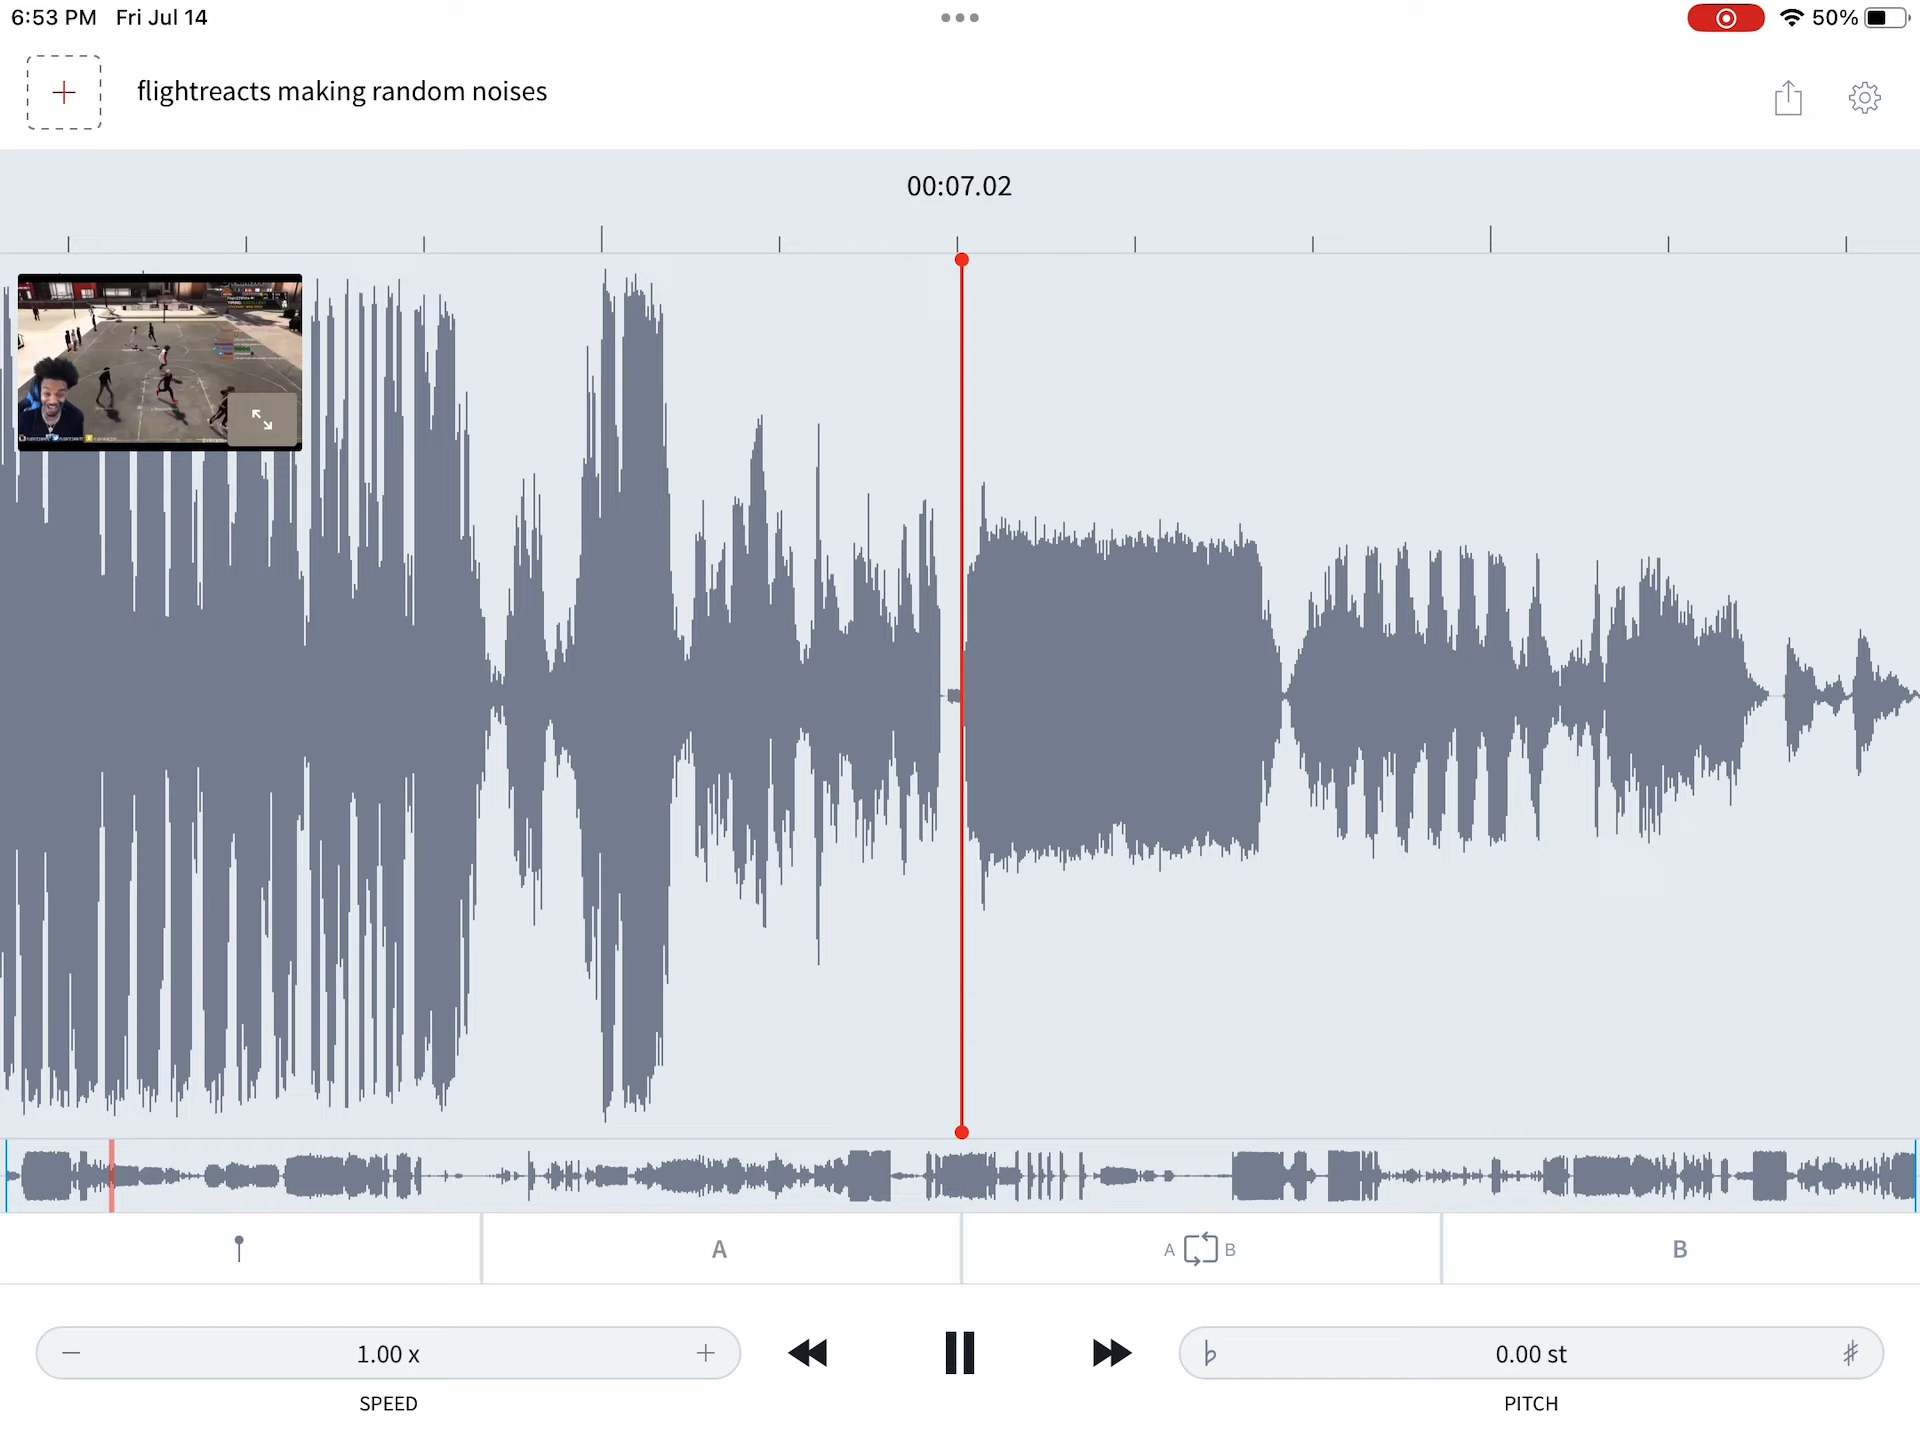 6:53 PM Fri Jul 14
50%
flightreacts making random noises
00:07.02
A
A B
B
1.00 x
0.00 st
SPEED
PITCH